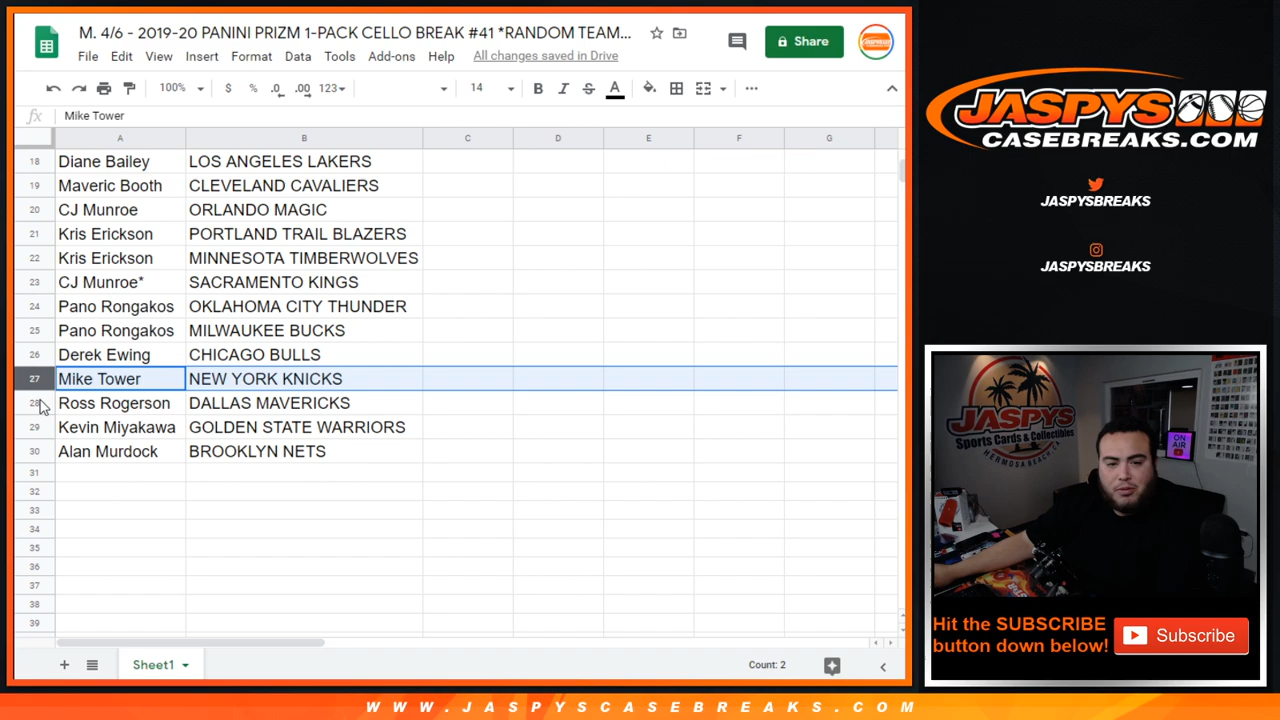 M. 4/6 - 2019-20 PANINI PRIZM 1-PACK CELLO BREAK #41 *RANDOM TEAM...
Share
File Edit View Insert Format Data Tools Add-ons Help All changes saved in Drive
100% $ % .0 .00 123 14 B I S A
fx Mike Tower
A B C D E F G
18 Diane Bailey LOS ANGELES LAKERS
19 Maveric Booth CLEVELAND CAVALIERS
20 CJ Munroe ORLANDO MAGIC
21 Kris Erickson PORTLAND TRAIL BLAZERS
22 Kris Erickson MINNESOTA TIMBERWOLVES
23 CJ Munroe* SACRAMENTO KINGS
24 Pano Rongakos OKLAHOMA CITY THUNDER
25 Pano Rongakos MILWAUKEE BUCKS
26 Derek Ewing CHICAGO BULLS
27 Mike Tower NEW YORK KNICKS
28 Ross Rogerson DALLAS MAVERICKS
29 Kevin Miyakawa GOLDEN STATE WARRIORS
30 Alan Murdock BROOKLYN NETS
31
32
33
34
35
36
37
38
39
Sheet1 Count: 2
JASPYS
CASEBREAKS.COM
JASPYSBREAKS
JASPYSBREAKS
JASPYS
Sports Cards & Collectibles
HERMOSA BEACH, CA
ON AIR
Hit the SUBSCRIBE
button down below!
Subscribe
WWW.JASPYSCASEBREAKS.COM